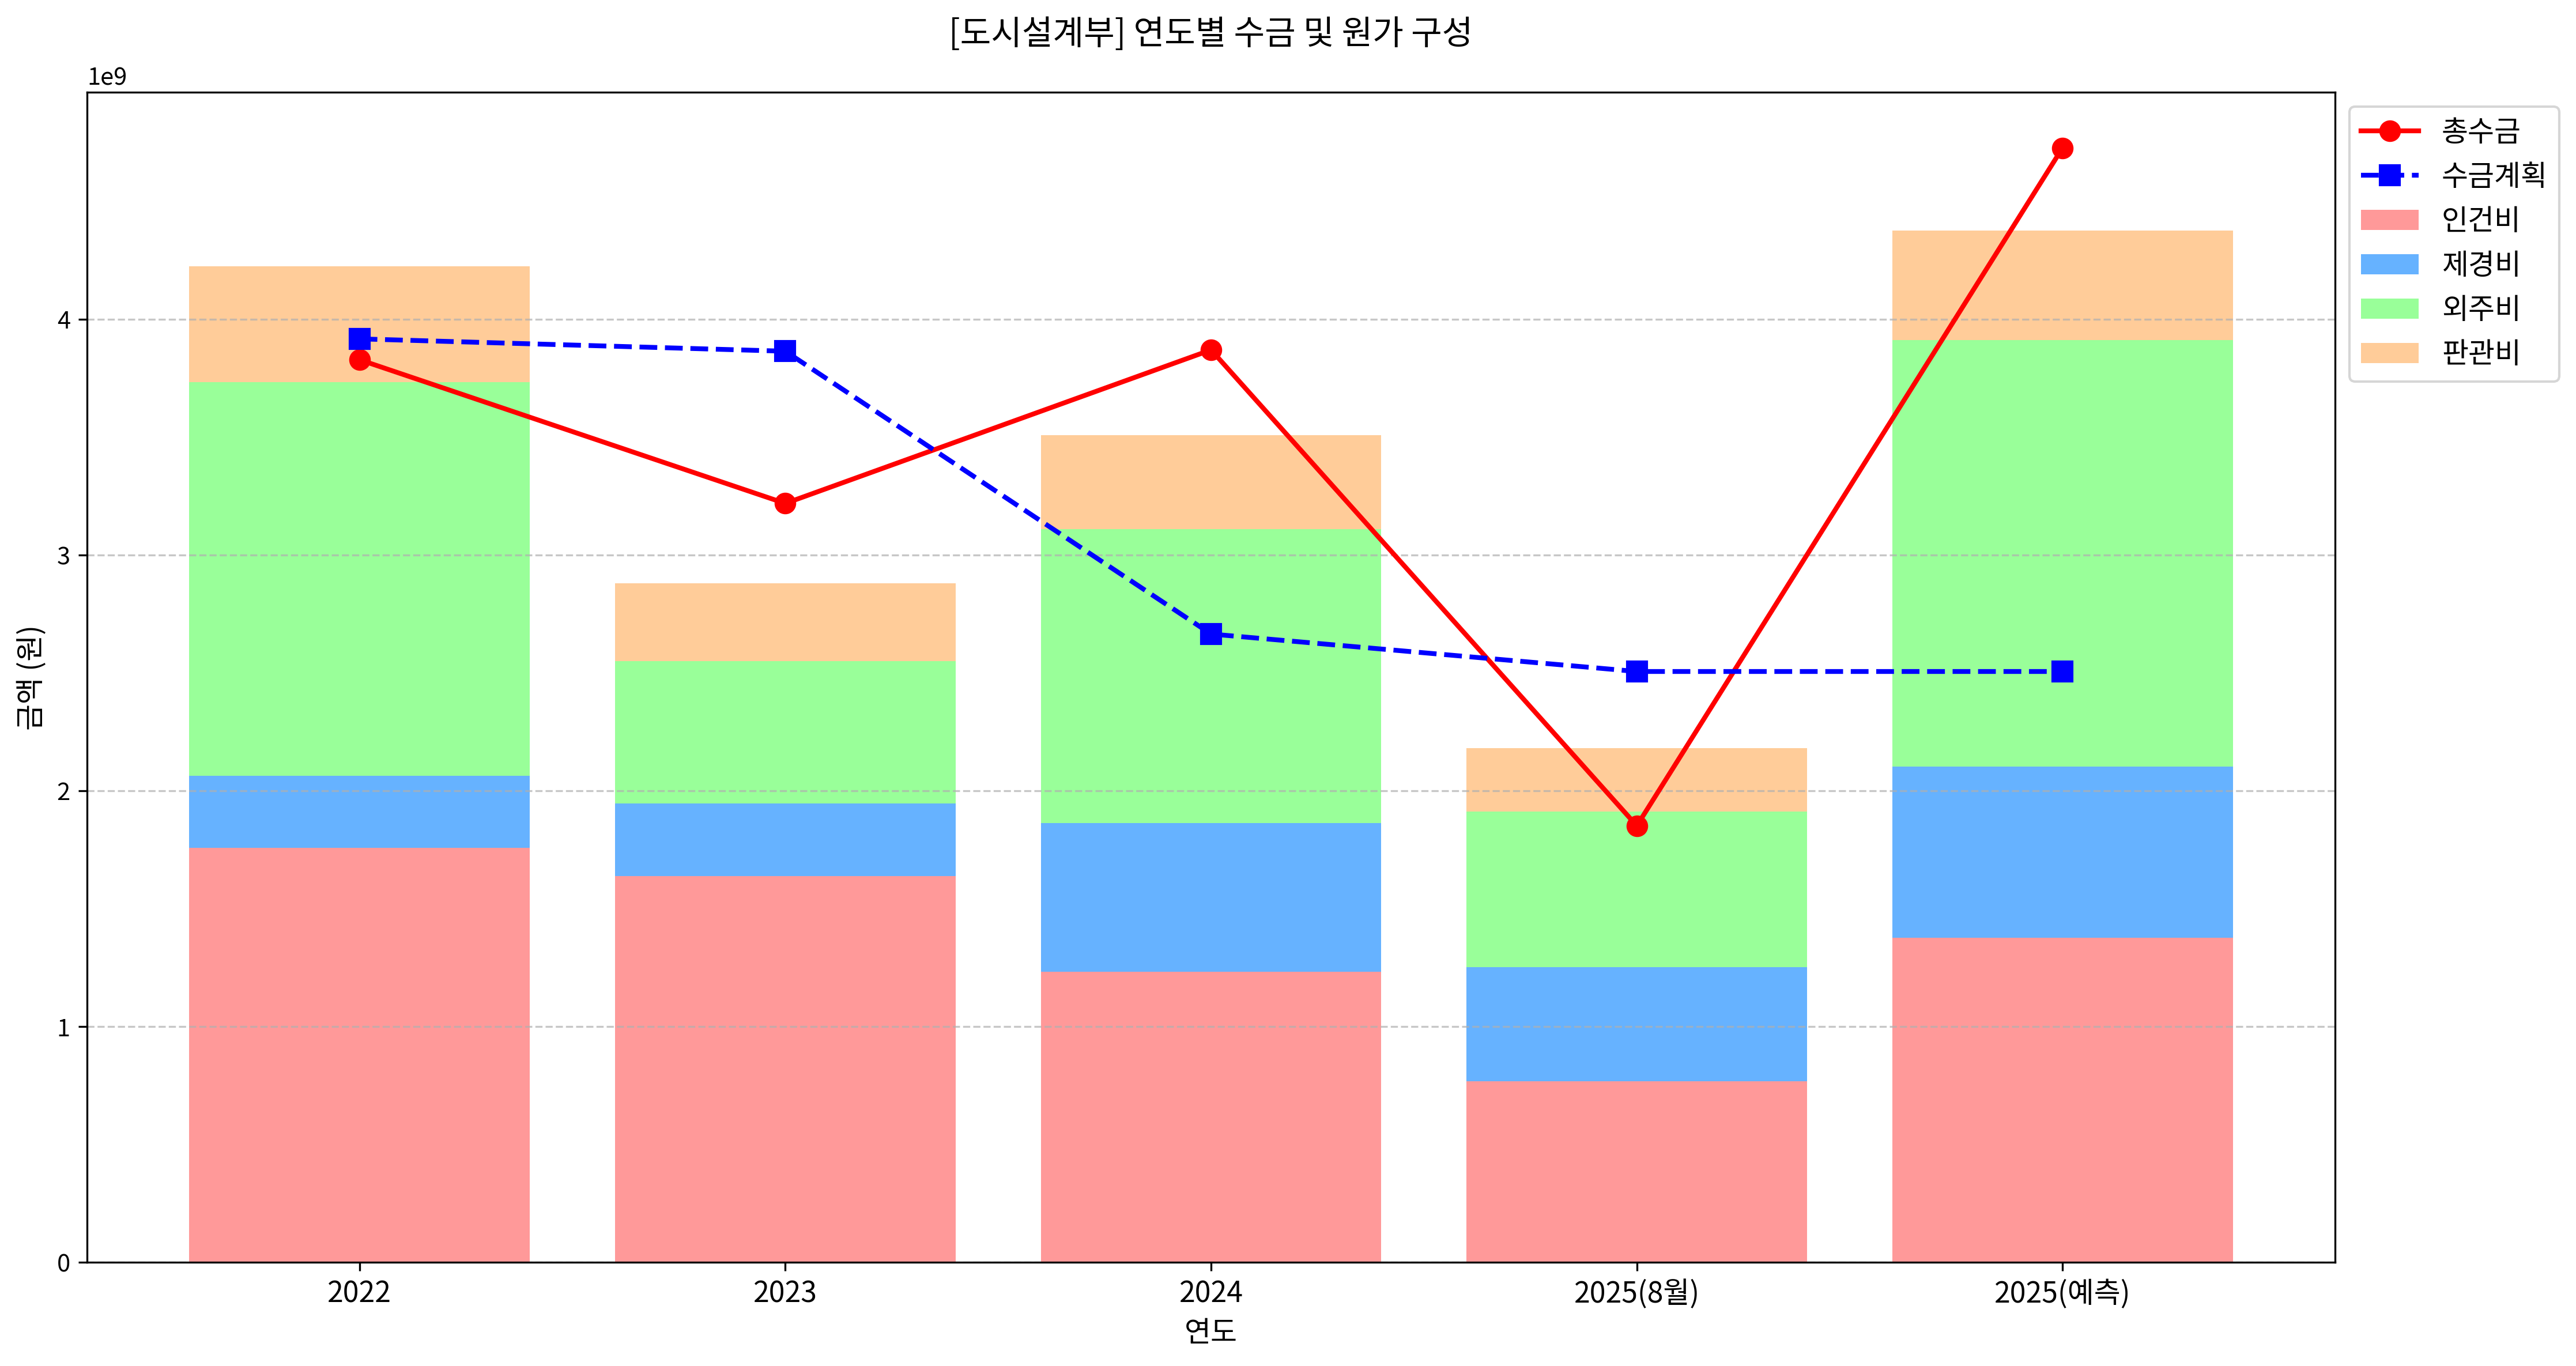 [도시설계부] 연도별 수금 및 원가 구성
1e9
4
3
2
1
0
금액 (원)
2022
2023
2024
2025(8월)
2025(예측)
연도
총수금
수금계획
인건비
제경비
외주비
판관비